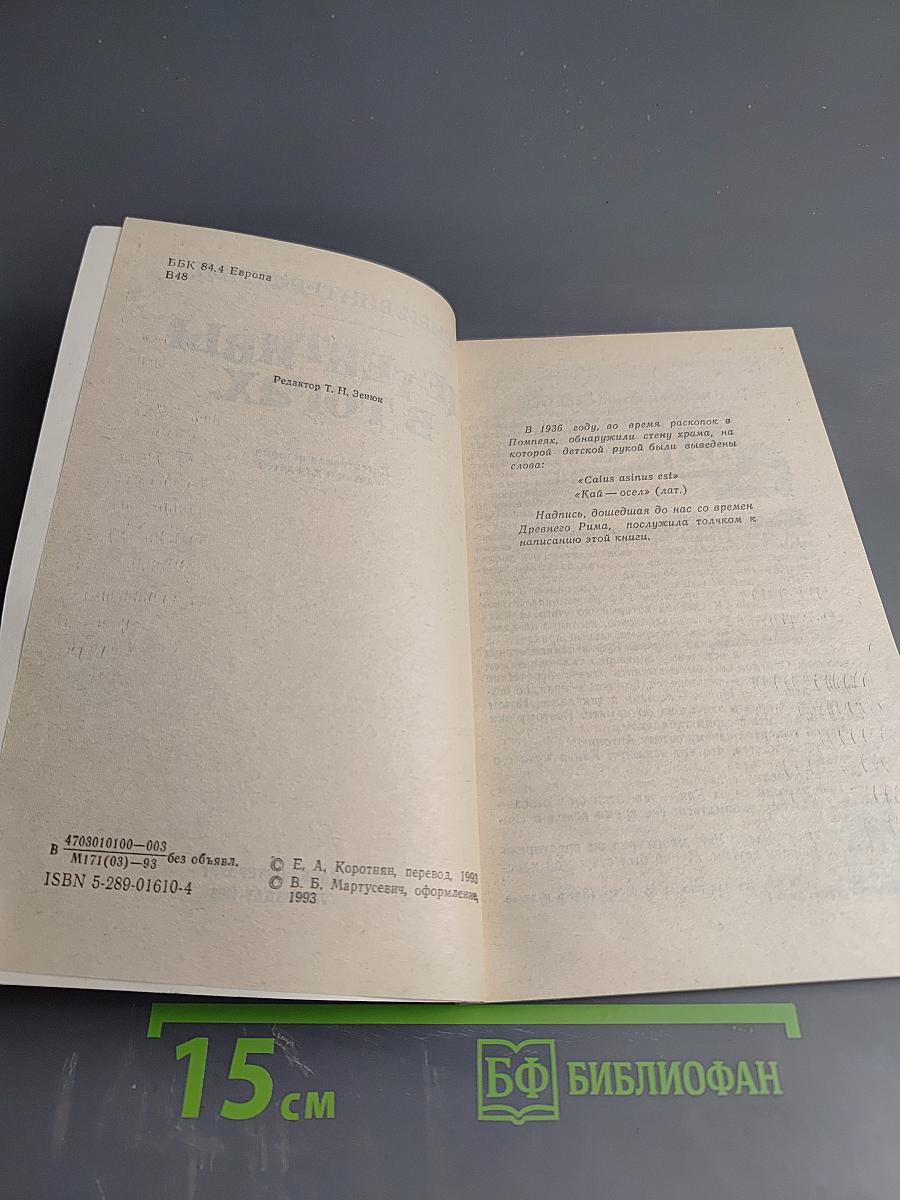 ББК 84.4 Европа
В48
Редактор Т. Н. Зенюк
В 4703010100—003
М171(03)—93 без объявл.
ISBN 5-289-01610-4
© Е. А. Коротнян, перевод, 1993
© В. Б. Мартусевич, оформление,
1993
В 1936 году, во время раскопок в
Помпеях, обнаружили стену храма, на
которой детской рукой были выведены
слова:
«Caius asinus est»
«Кай — осел» (лат.)
Надпись, дошедшая до нас со времен
Древнего Рима, послужила толчком к
написанию этой книги.
15 см
БФ БИБЛИОФАН